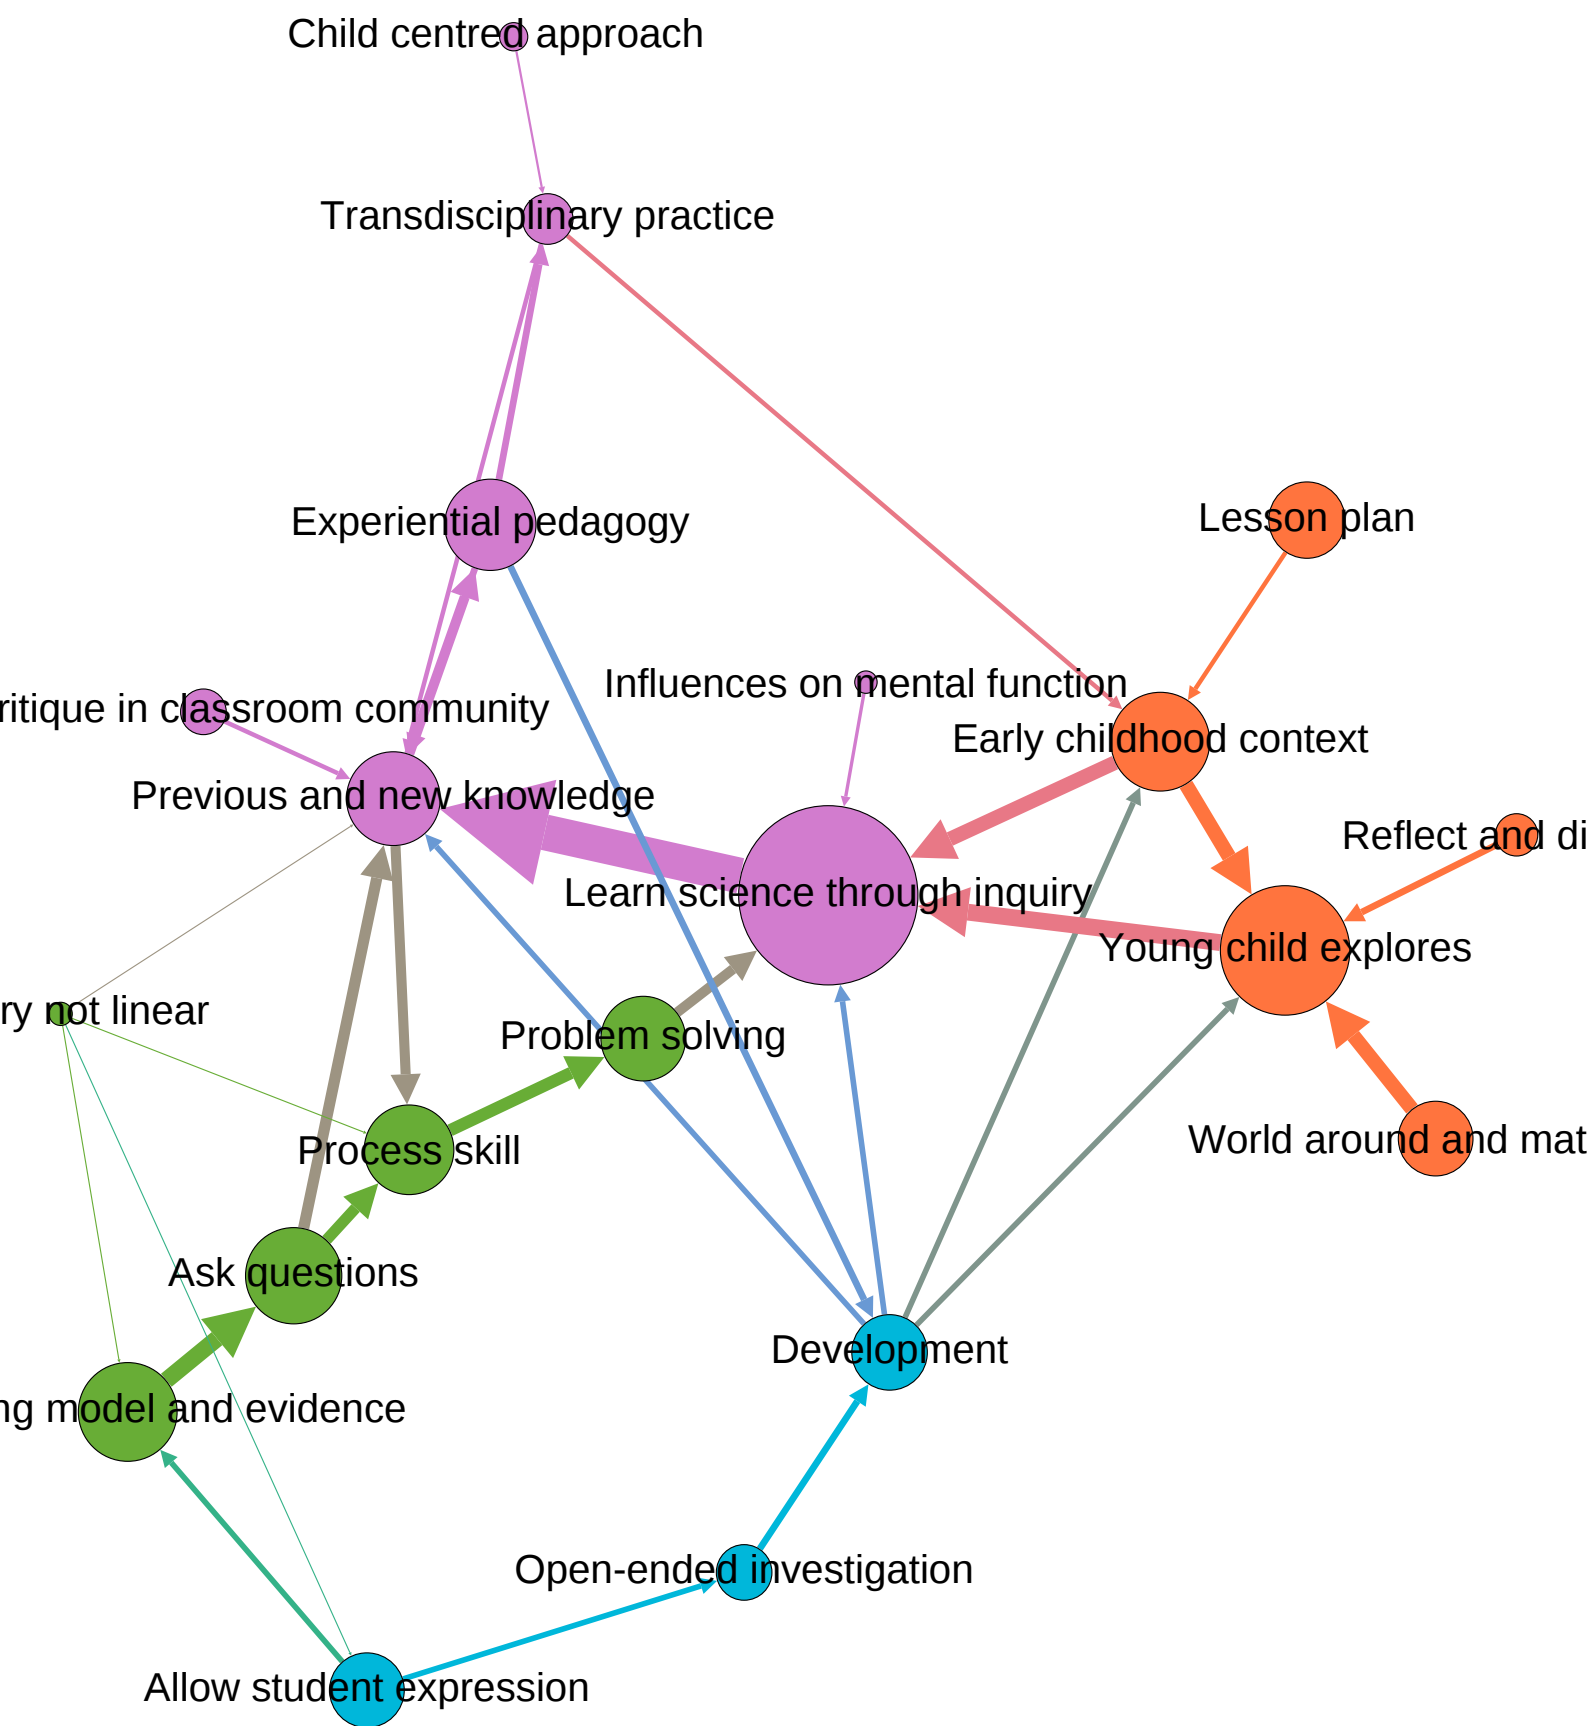 Child centred approach
Transdisciplinary practice
Experiential pedagogy
Lesson plan
Influences on mental function
ritique in classroom community
Early childhood context
Previous and new knowledge
Reflect and di
Learn science through inquiry
Young child explores
ry not linear
Problem solving
World around and mat
Process skill
Ask questions
Development
ng model and evidence
Open-ended investigation
Allow student expression